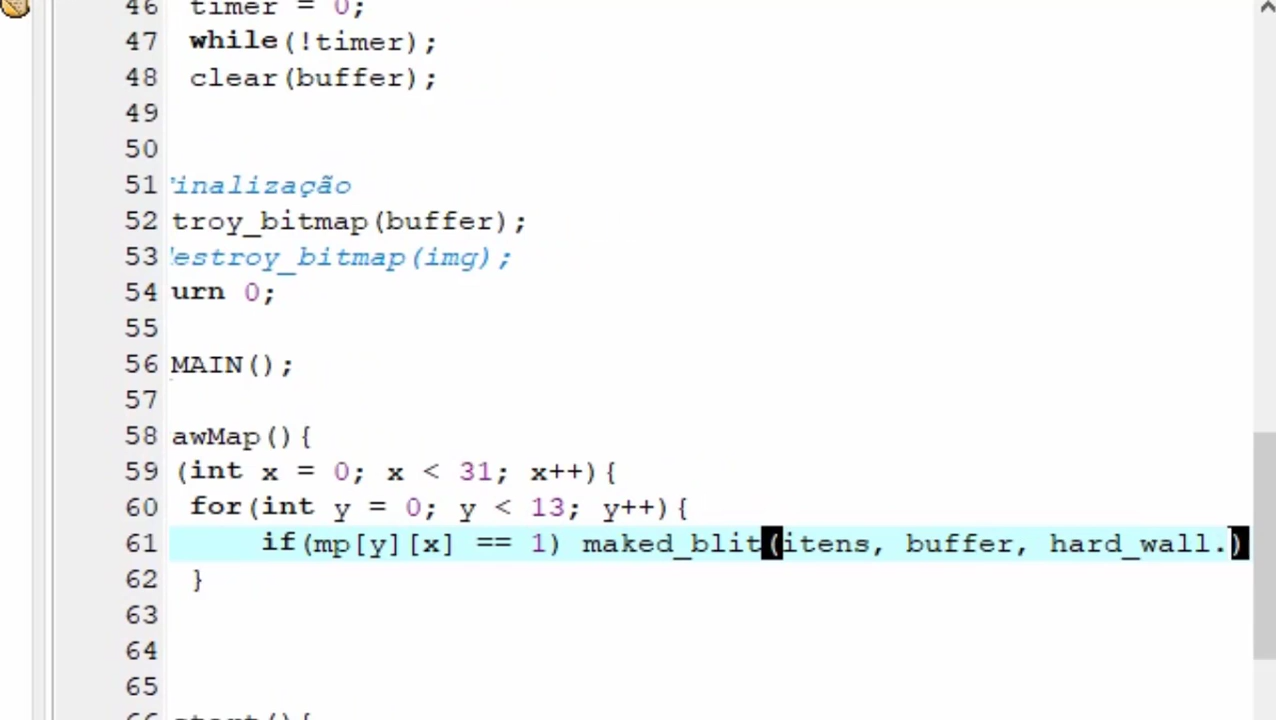 46 timer = 0;
47 while(!timer);
48 clear(buffer);
49
50
51 inalização
52 troy_bitmap(buffer);
53 estroy_bitmap(img);
54 urn 0;
55
56 MAIN();
57
58 awMap(){
59 (int x = 0; x < 31; x++){
60 for(int y = 0; y < 13; y++){
61 if(mp[y][x] == 1) maked_blit(itens, buffer, hard_wall.)
62 }
63
64
65
66 start(){